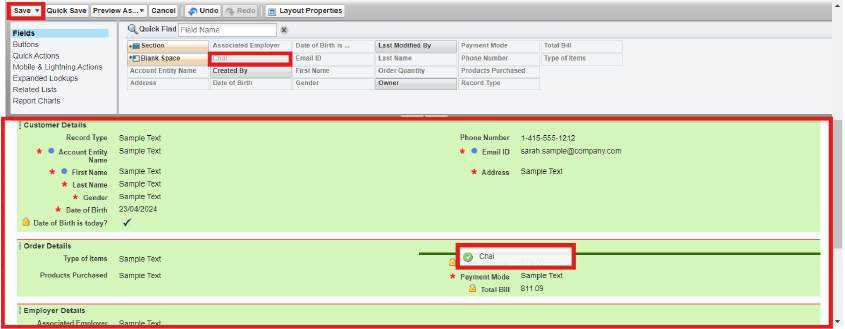 Save Quick Save Preview As... Cancel Undo Redo Layout Properties
Fields
Buttons
Quick Actions
Mobile & Lightning Actions
Expanded Lookups
Related Lists
Report Charts
Quick Find Field Name
Section Associated Employer Date of Birth is ... Last Modified By Payment Mode Total Bill
Blank Space Chai Email ID Last Name Phone Number Type of Items
Account Entity Name Created By First Name Order Quantity Products Purchased
Address Date of Birth Gender Owner Record Type
Customer Details
Record Type Sample Text Phone Number 1-415-555-1212
* Account Entity Name Sample Text * Email ID sarah.sample@company.com
* First Name Sample Text * Address Sample Text
* Last Name Sample Text
* Gender Sample Text
* Date of Birth 23/04/2024
Date of Birth is today?
Order Details
Type of Items Sample Text Chai
Products Purchased Sample Text * Payment Mode Sample Text
Total Bill 811.09
Employer Details
Associated Employer Sample Text